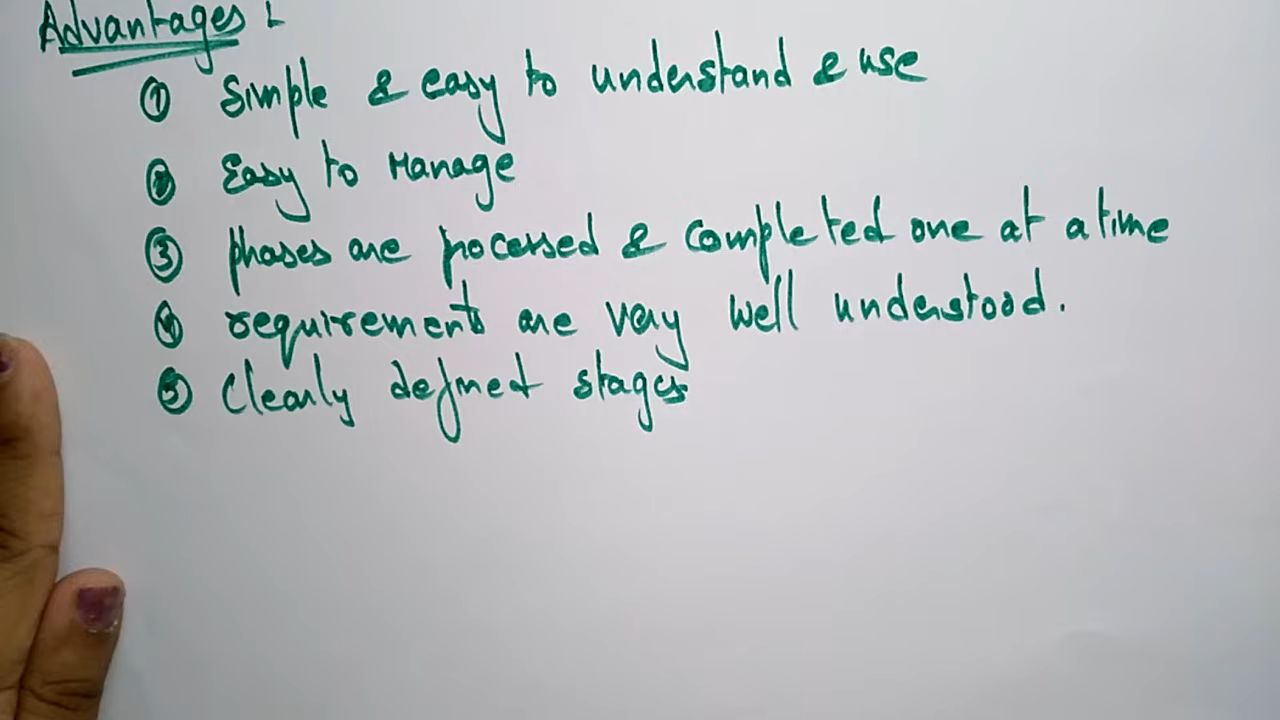 Advantages :
① Simple & easy to understand & use
② Easy to Manage
③ phases are processed & completed one at a time
④ requirements are very well understood.
⑤ Clearly defined stages